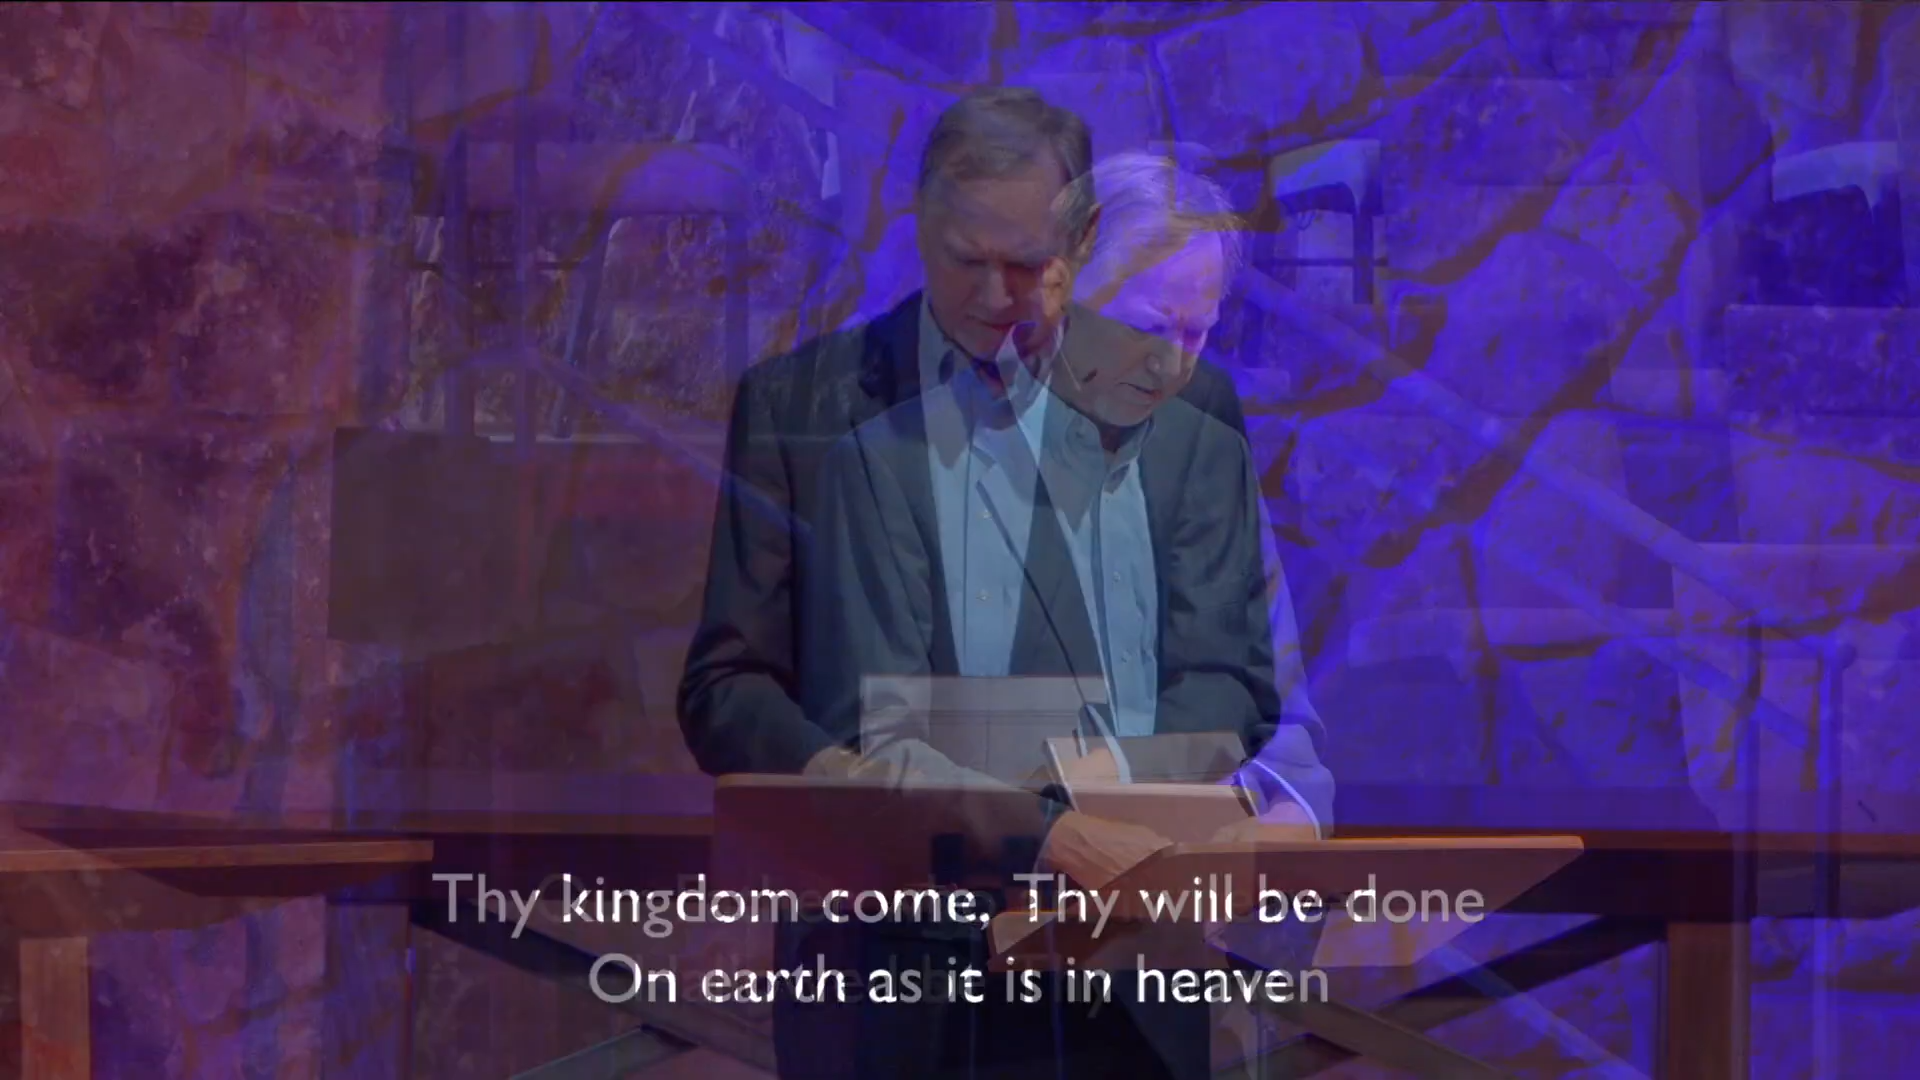 Thy kingdom come, Thy will be done
On earth as it is in heaven